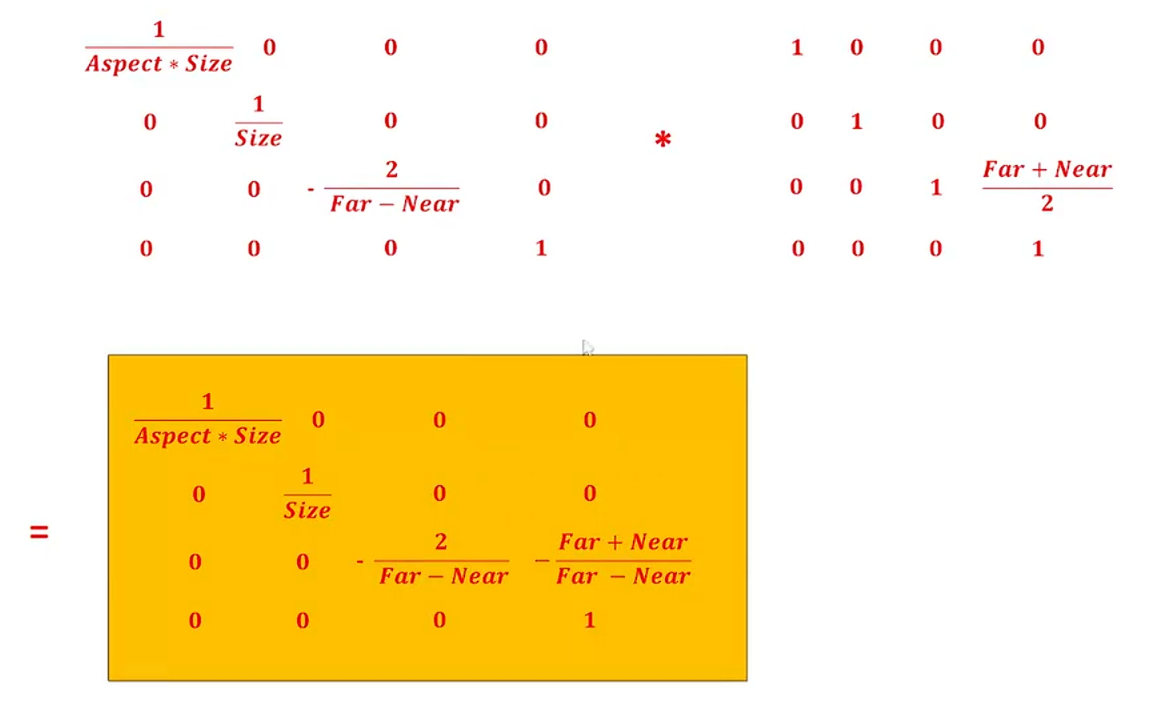 1/(Aspect * Size) 0 0 0
0 1/Size 0 0
0 0 - 2/(Far − Near) 0
0 0 0 1
*
1 0 0 0
0 1 0 0
0 0 1 (Far + Near)/2
0 0 0 1
=
1/(Aspect * Size) 0 0 0
0 1/Size 0 0
0 0 - 2/(Far − Near) − (Far + Near)/(Far − Near)
0 0 0 1